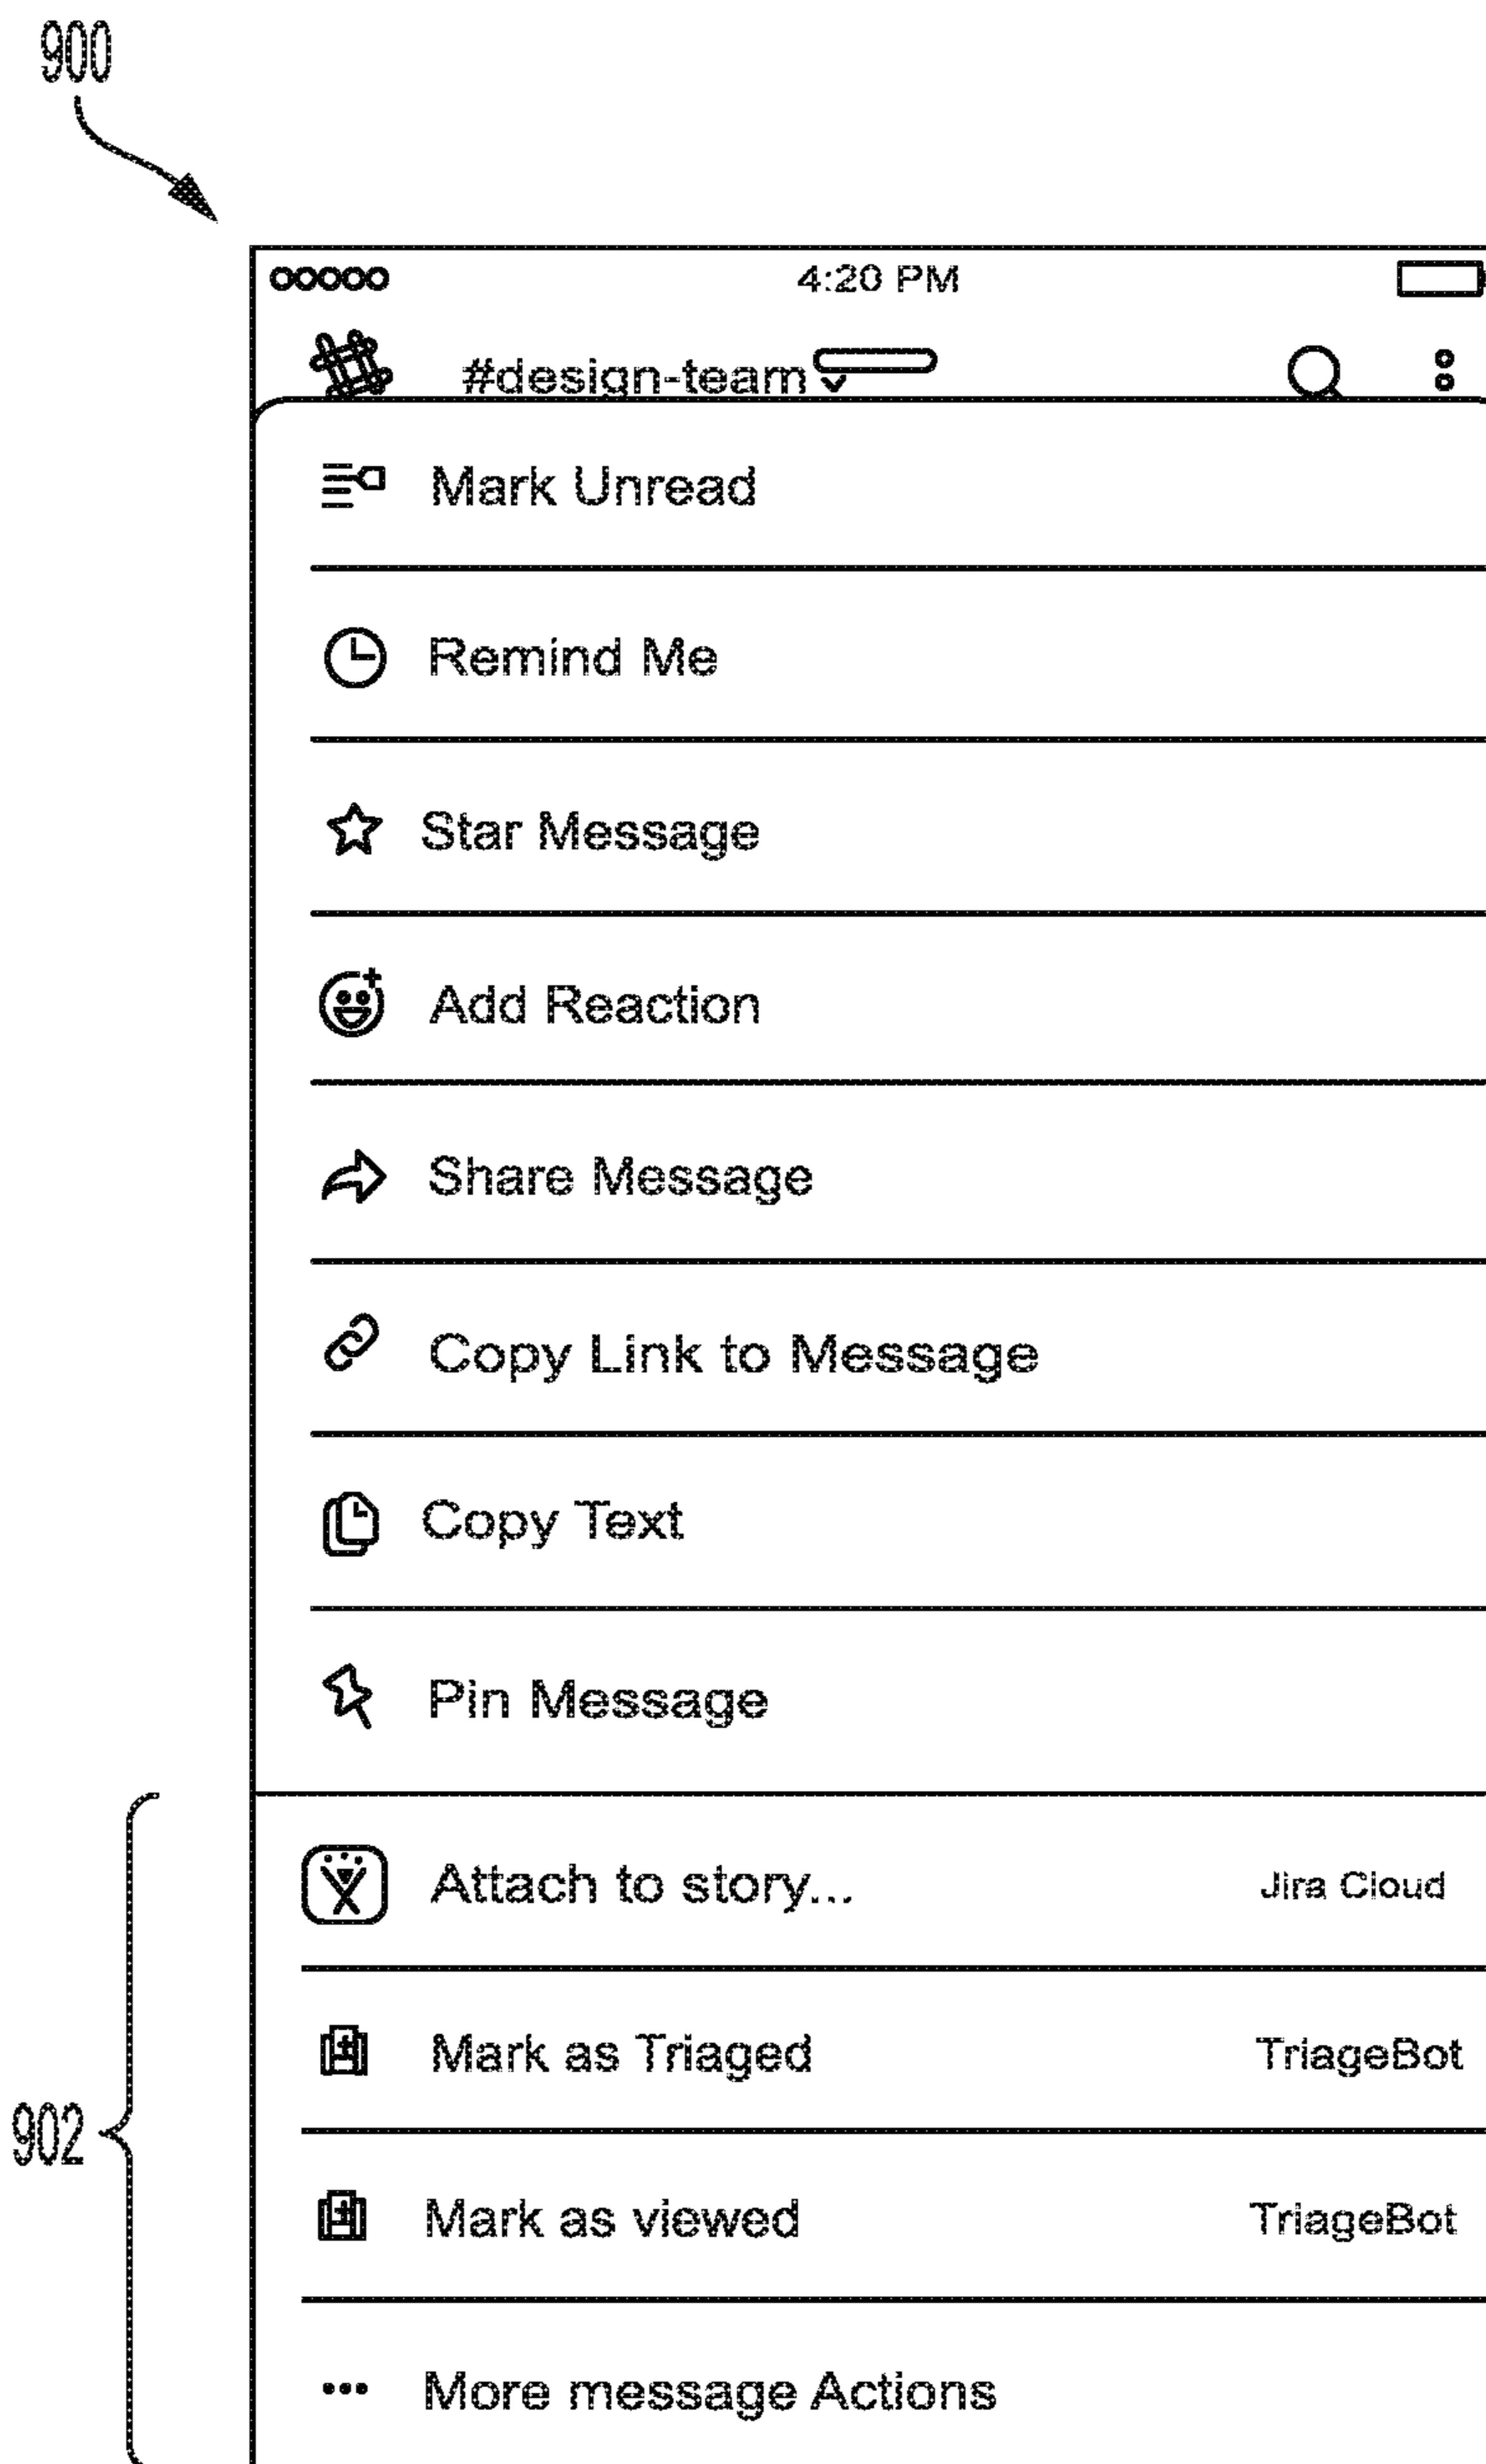 900
4:20 PM
#design-team
Mark Unread
Remind Me
Star Message
Add Reaction
Share Message
Copy Link to Message
Copy Text
Pin Message
Attach to story... Jira Cloud
Mark as Triaged TriageBot
902
Mark as viewed TriageBot
... More message Actions